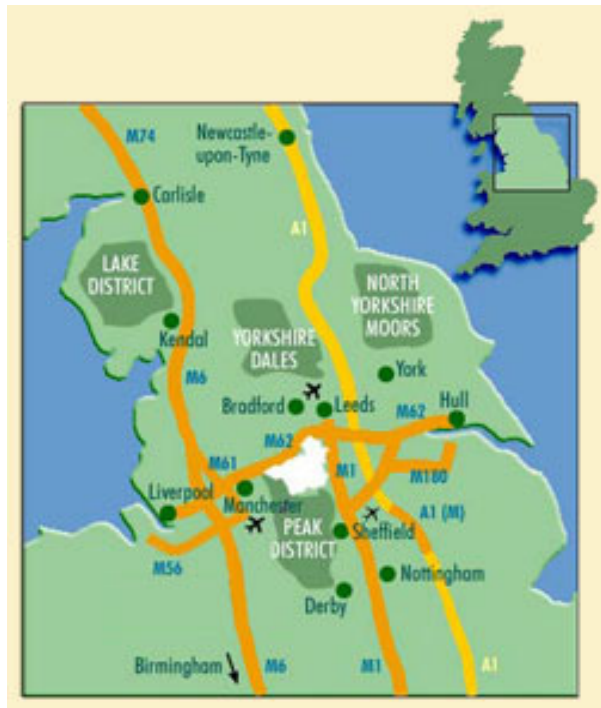 M74
Newcastle-
upon-Tyne
Carlisle
A1
LAKE
DISTRICT
NORTH
YORKSHIRE
MOORS
Kendal
YORKSHIRE
DALES
M6
York
Bradford
Leeds
M62
Hull
M62
M61
M1
M180
Liverpool
Manchester
A1 (M)
PEAK
DISTRICT
Sheffield
M56
Nottingham
Derby
Birmingham
M6
M1
A1